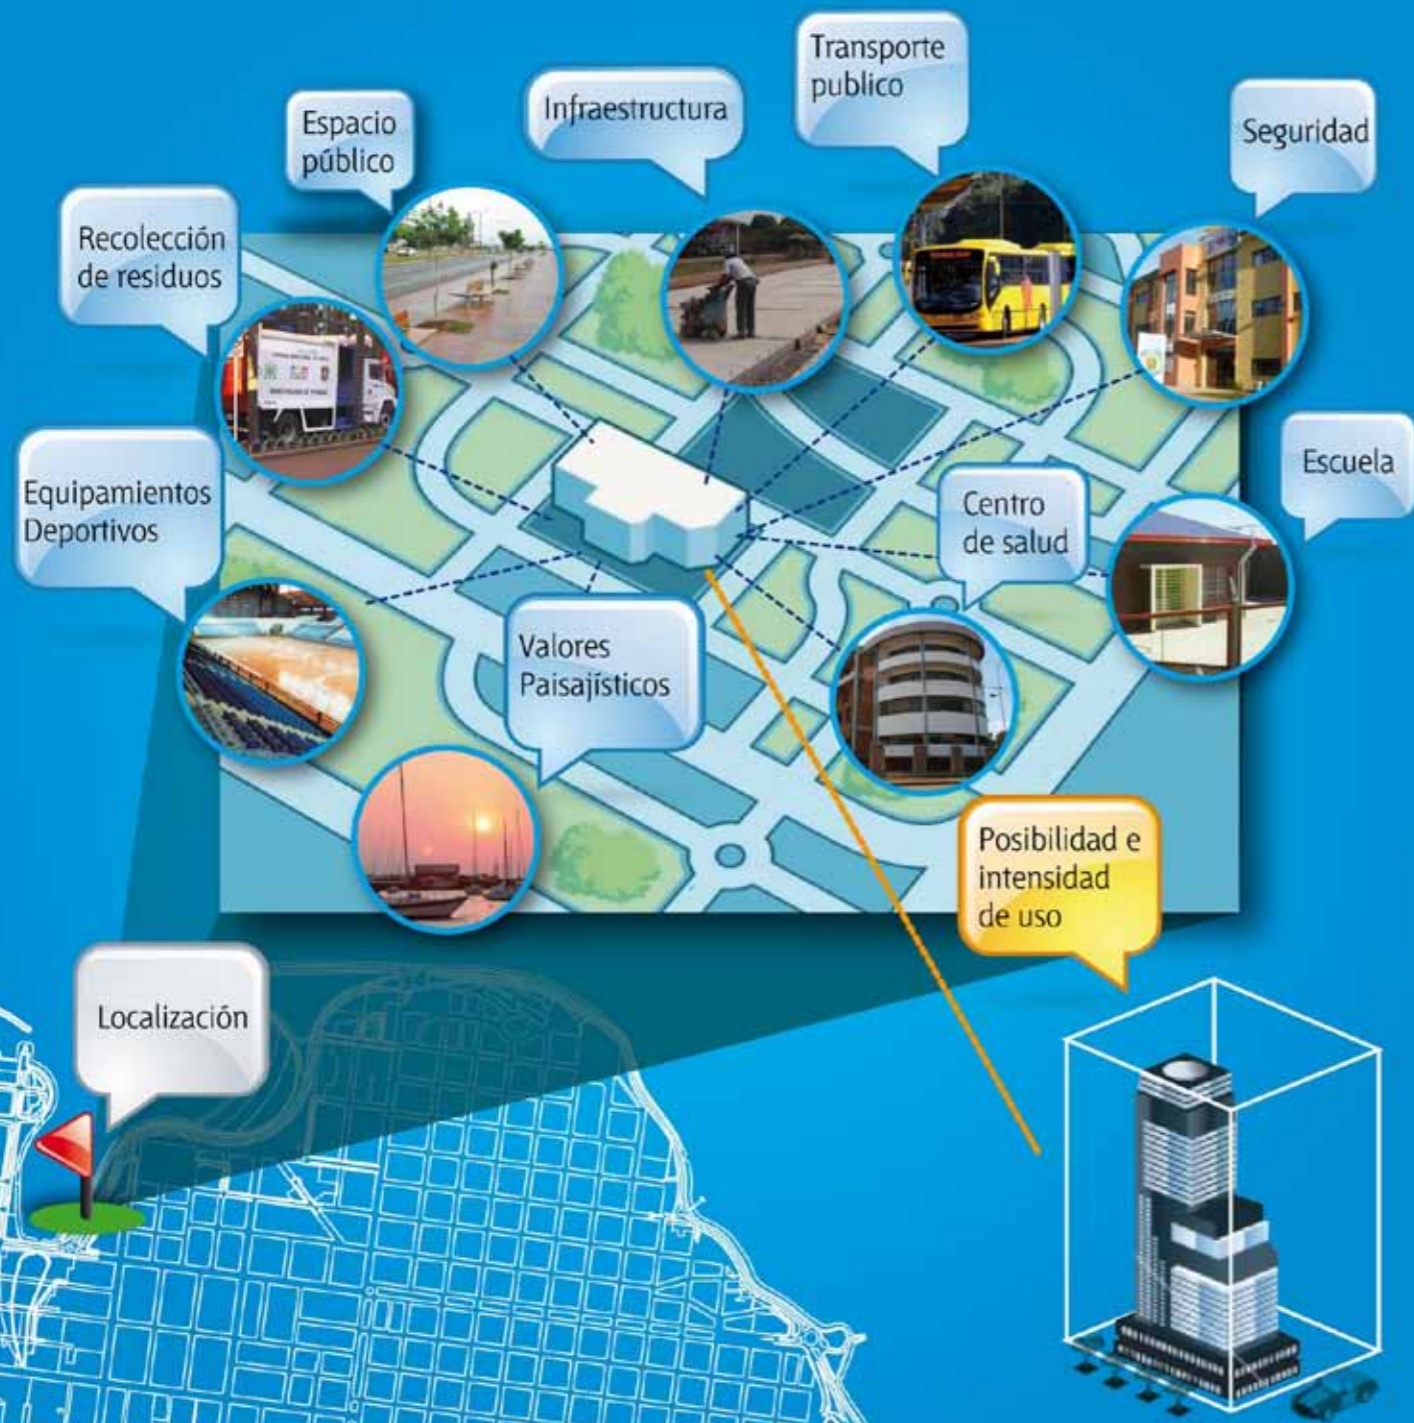 Transporte
publico
Infraestructura
Espacio
público
Seguridad
Recolección
de residuos
Escuela
Equipamientos
Deportivos
Centro
de salud
Valores
Paisajísticos
Posibilidad e
intensidad
de uso
Localización